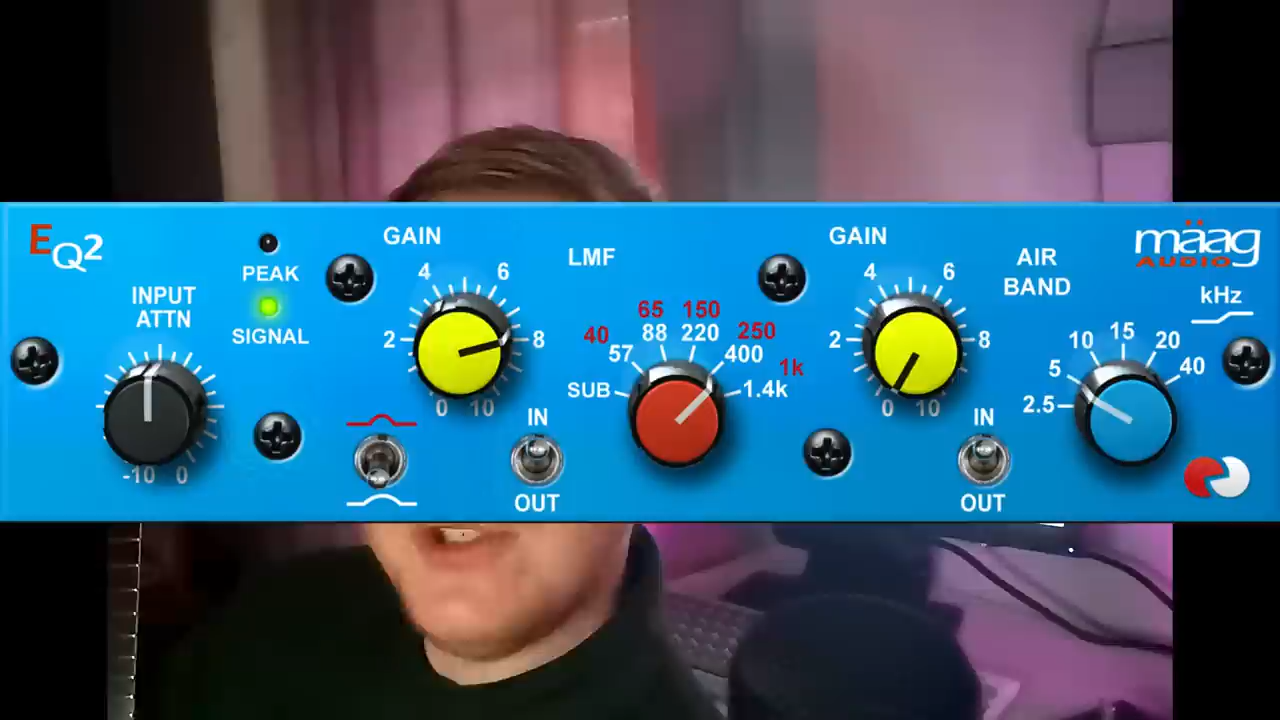 EQ2
PEAK
SIGNAL
INPUT
ATTN
-10 0
GAIN
2 4 6 8
0 10
IN
OUT
LMF
40 65 150 250 1k
SUB 57 88 220 400 1.4k
GAIN
2 4 6 8
0 10
IN
OUT
AIR
BAND
2.5 5 10 15 20 40
kHz
mäag
AUDIO